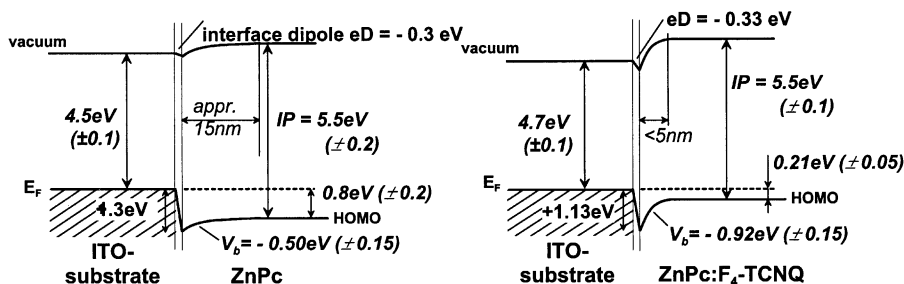 interface dipole eD = - 0.3 eV
vacuum
appr.
15nm
4.5eV
(±0.1)
IP = 5.5eV
(±0.2)
E_F
0.8eV (±0.2)
4.3eV
HOMO
V_b = - 0.50eV (±0.15)
ITO-
substrate
ZnPc
eD = - 0.33 eV
vacuum
IP = 5.5eV
(±0.1)
4.7eV
(±0.1)
<5nm
0.21eV (±0.05)
E_F
HOMO
+1.13eV
V_b = - 0.92eV (±0.15)
ITO-
substrate
ZnPc:F₄-TCNQ